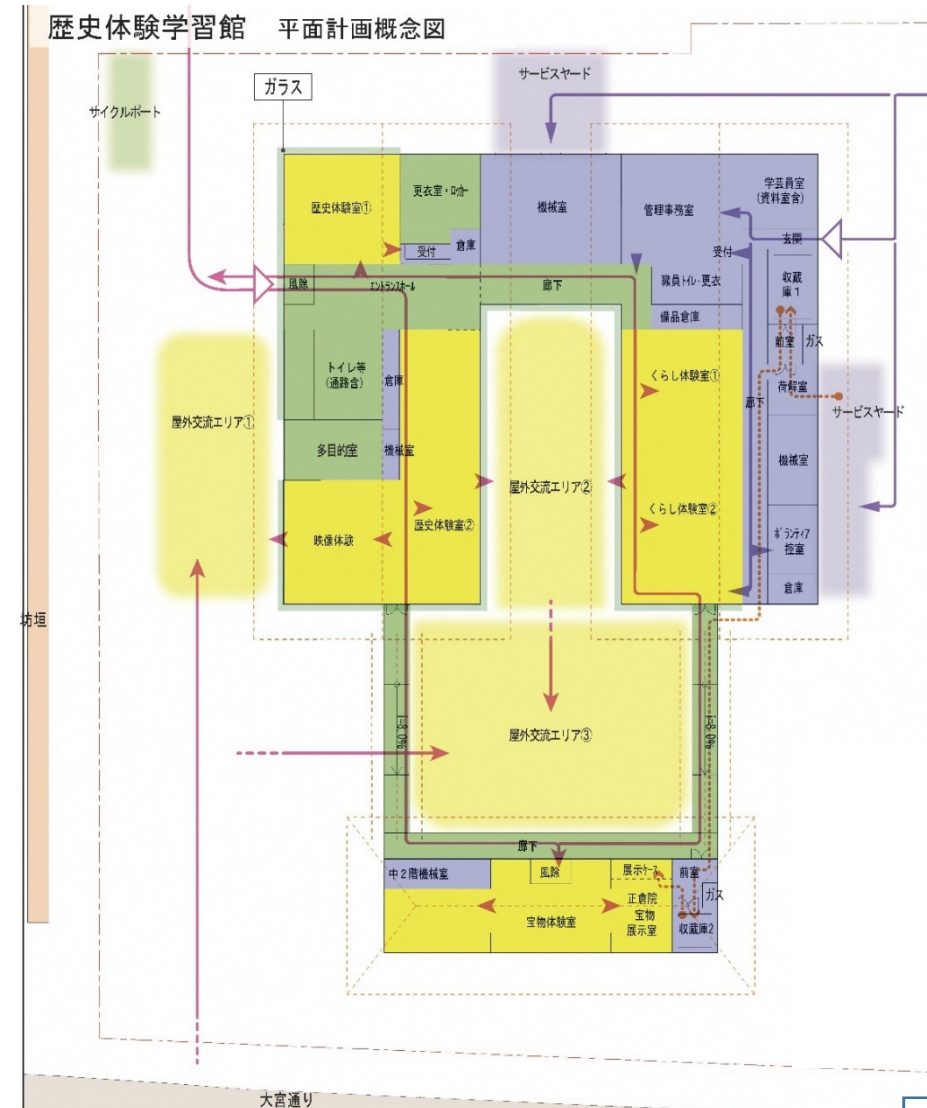 歴史体験学習館 平面計画概念図
サービスヤード
ガラス
サイクルポート
歴史体験室①
更衣室・ロッカー
機械室
管理事務室
学芸員室
(資料室含)
受付
倉庫
受付
玄関
風除
エントランスホール
廊下
職員トイレ・更衣
収蔵
庫1
備品倉庫
前室
ガス
トイレ等
(通路含)
倉庫
くらし体験室①
荷解室
廊下
サービスヤード
屋外交流エリア①
多目的室
機械室
機械室
屋外交流エリア②
歴史体験室②
くらし体験室②
映像体験
ボランティア
控室
倉庫
坊垣
i=8.0%
i=8.0%
屋外交流エリア③
廊下
中2階機械室
風除
展示ケース
前室
ガス
正倉院
宝物
展示室
宝物体験室
収蔵庫2
大宮通り